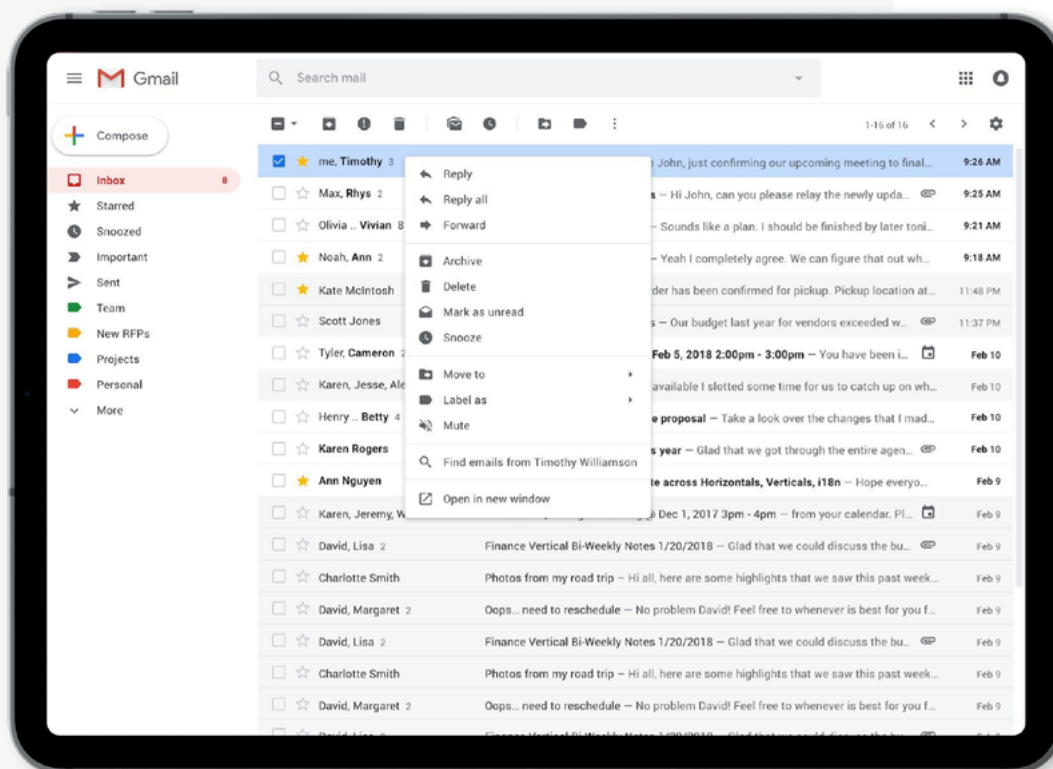 Gmail
Search mail
Compose
1-16 of 16
Inbox 8
Starred
Snoozed
Important
Sent
Team
New RFPs
Projects
Personal
More
me, Timothy 3 John, just confirming our upcoming meeting to final... 9:26 AM
Max, Rhys 2 s – Hi John, can you please relay the newly upda... 9:25 AM
Olivia .. Vivian 8 – Sounds like a plan. I should be finished by later toni... 9:21 AM
Noah, Ann 2 – Yeah I completely agree. We can figure that out wh... 9:18 AM
Kate McIntosh der has been confirmed for pickup. Pickup location at... 11:48 PM
Scott Jones s – Our budget last year for vendors exceeded w... 11:37 PM
Tyler, Cameron 2 Feb 5, 2018 2:00pm - 3:00pm – You have been i... Feb 10
Karen, Jesse, Ale available I slotted some time for us to catch up on wh... Feb 10
Henry .. Betty 4 e proposal – Take a look over the changes that I mad... Feb 10
Karen Rogers s year – Glad that we got through the entire agen... Feb 10
Ann Nguyen te across Horizontals, Verticals, i18n – Hope everyo... Feb 9
Karen, Jeremy, W @ Dec 1, 2017 3pm - 4pm – from your calendar. Pl... Feb 9
David, Lisa 2 Finance Vertical Bi-Weekly Notes 1/20/2018 – Glad that we could discuss the bu... Feb 9
Charlotte Smith Photos from my road trip – Hi all, here are some highlights that we saw this past week... Feb 9
David, Margaret 2 Oops... need to reschedule – No problem David! Feel free to whenever is best for you f... Feb 9
David, Lisa 2 Finance Vertical Bi-Weekly Notes 1/20/2018 – Glad that we could discuss the bu... Feb 9
Charlotte Smith Photos from my road trip – Hi all, here are some highlights that we saw this past week... Feb 9
David, Margaret 2 Oops... need to reschedule – No problem David! Feel free to whenever is best for you f... Feb 9
Reply
Reply all
Forward
Archive
Delete
Mark as unread
Snooze
Move to
Label as
Mute
Find emails from Timothy Williamson
Open in new window